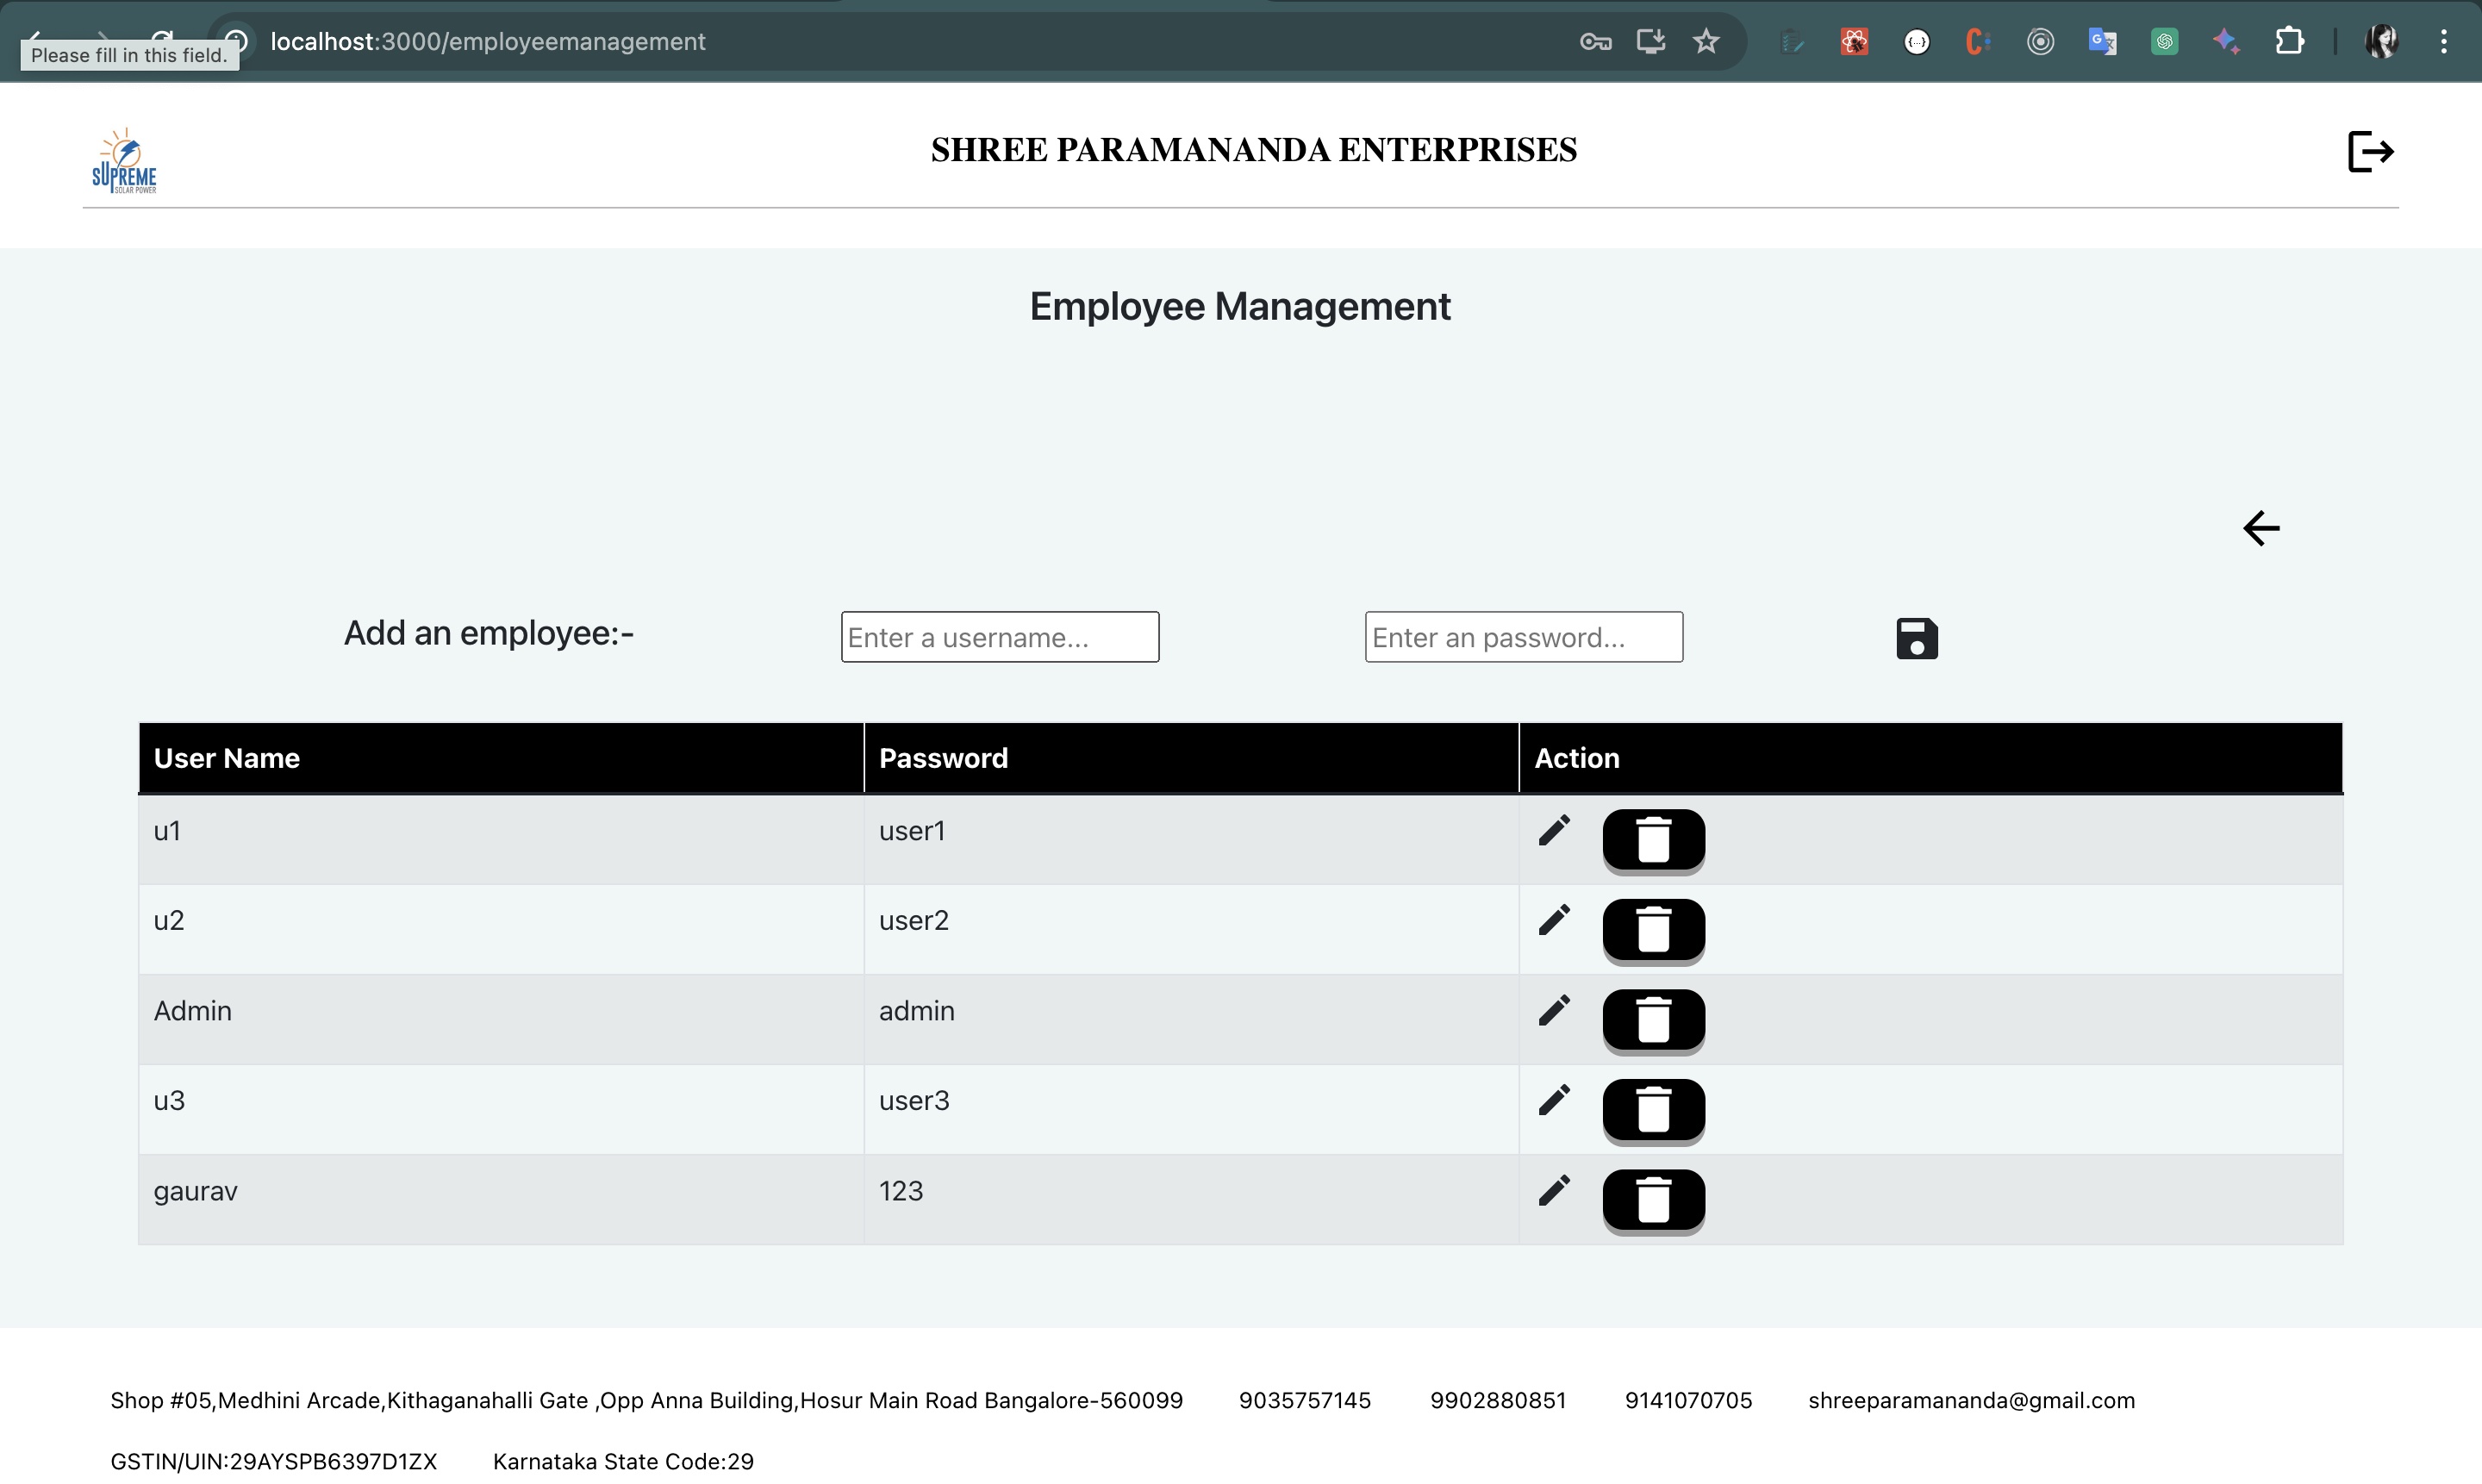 localhost:3000/employeemanagement
Please fill in this field.
SUPREME
SOLAR POWER
SHREE PARAMANANDA ENTERPRISES
Employee Management
Add an employee:- Enter a username... Enter an password...
User Name Password Action
u1 user1
u2 user2
Admin admin
u3 user3
gaurav 123
Shop #05,Medhini Arcade,Kithaganahalli Gate ,Opp Anna Building,Hosur Main Road Bangalore-560099 9035757145 9902880851 9141070705 shreeparamananda@gmail.com
GSTIN/UIN:29AYSPB6397D1ZX Karnataka State Code:29